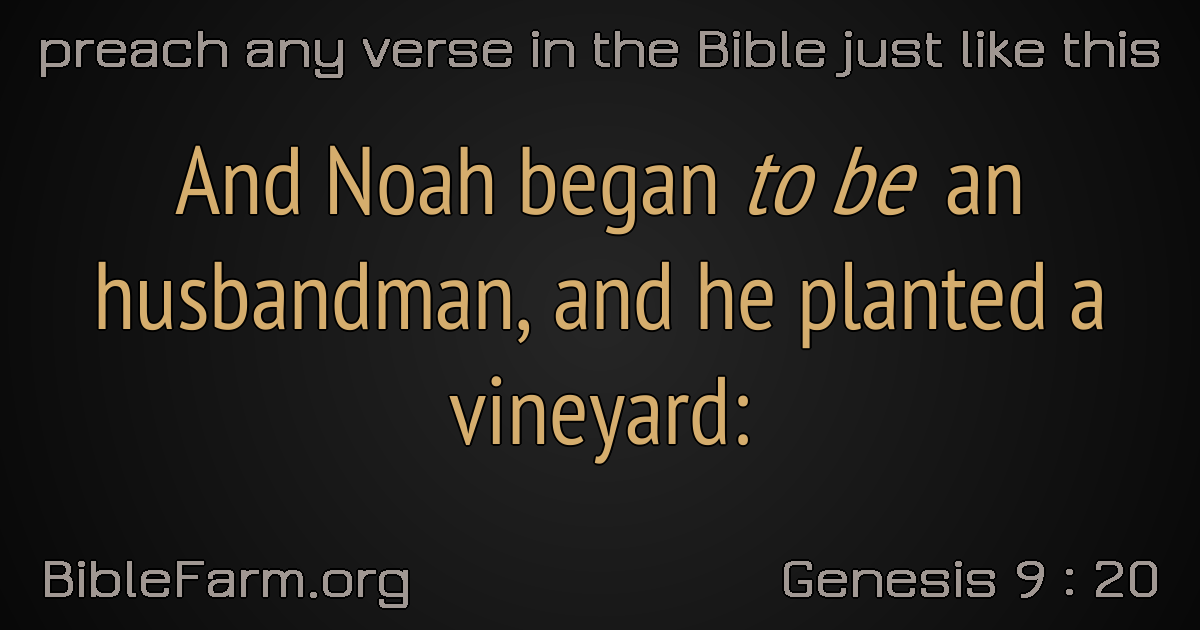 preach any verse in the Bible just like this
And Noah began to be an
husbandman, and he planted a
vineyard:
BibleFarm.org
Genesis 9 : 20